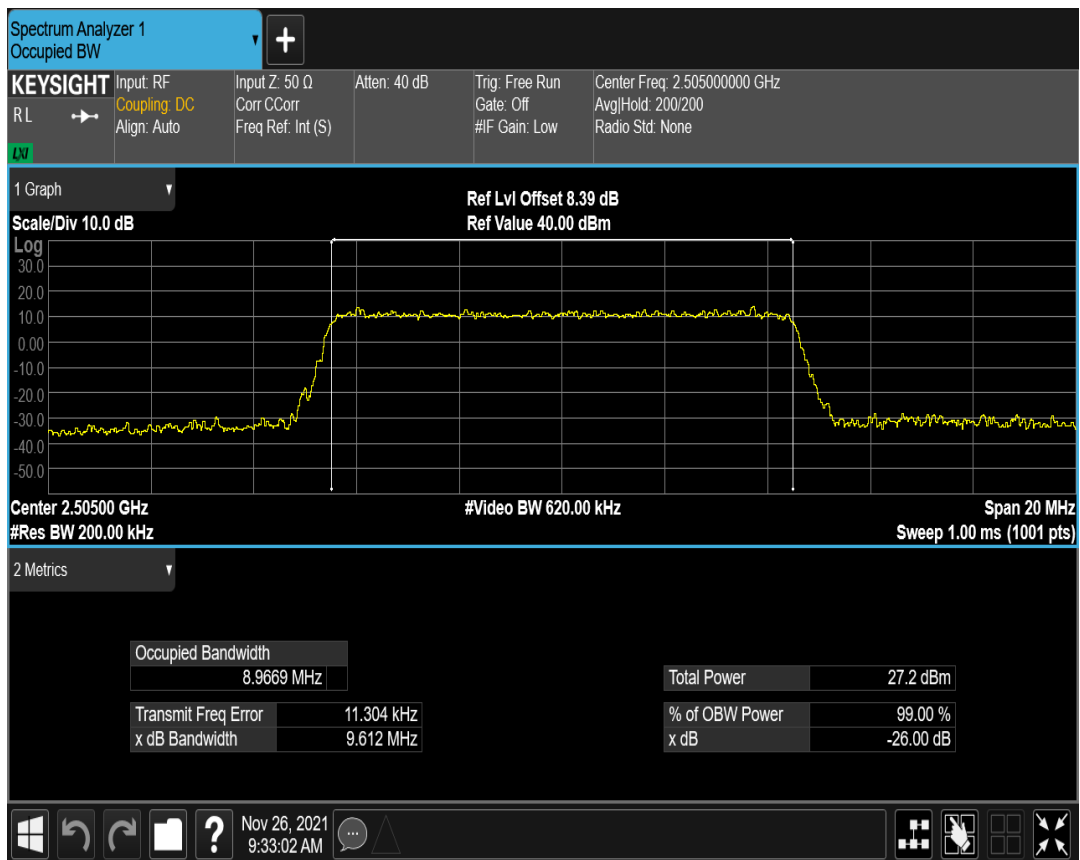 Spectrum Analyzer 1
Occupied BW
+
KEYSIGHT
RL
LXI
Input: RF
Coupling: DC
Align: Auto
Input Z: 50 Ω
Corr CCorr
Freq Ref: Int (S)
Atten: 40 dB
Trig: Free Run
Gate: Off
#IF Gain: Low
Center Freq: 2.505000000 GHz
Avg|Hold: 200/200
Radio Std: None
1 Graph
Scale/Div 10.0 dB
Ref Lvl Offset 8.39 dB
Ref Value 40.00 dBm
Log
30.0
20.0
10.0
0.00
-10.0
-20.0
-30.0
-40.0
-50.0
Center 2.50500 GHz
#Video BW 620.00 kHz
Span 20 MHz
#Res BW 200.00 kHz
Sweep 1.00 ms (1001 pts)
2 Metrics
Occupied Bandwidth
8.9669 MHz
Transmit Freq Error 11.304 kHz
x dB Bandwidth 9.612 MHz
Total Power 27.2 dBm
% of OBW Power 99.00 %
x dB -26.00 dB
?
Nov 26, 2021
9:33:02 AM